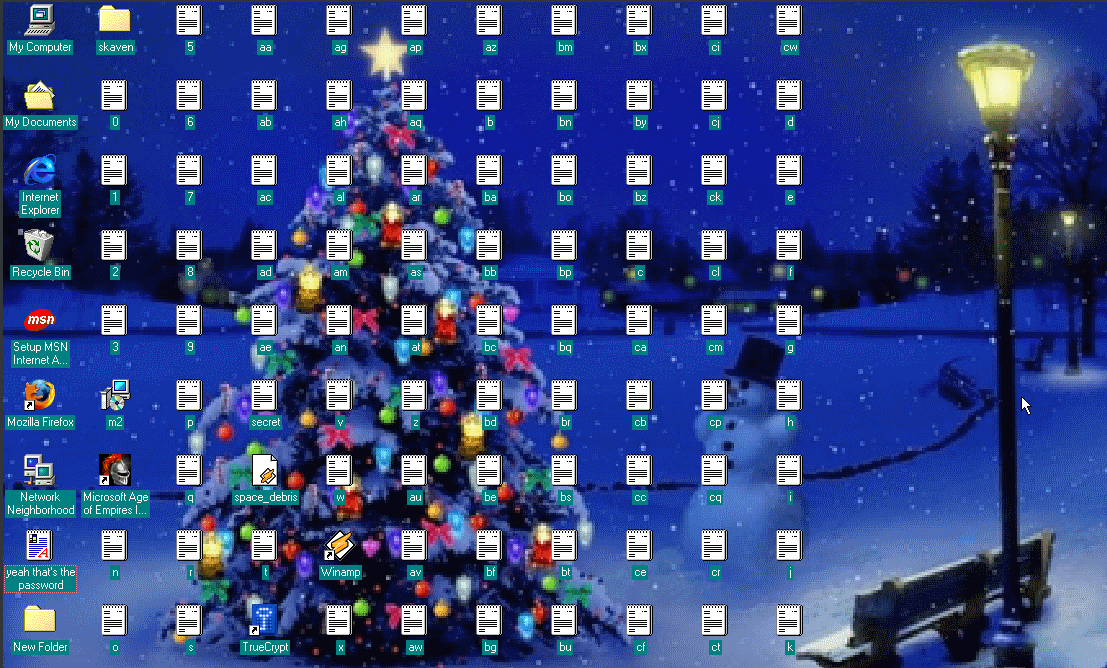 My Computer
skaven
5
aa
ag
ap
az
bm
bx
ci
cw
My Documents
0
6
ab
ah
aq
b
bn
by
cj
d
msn
Internet
Explorer
1
7
ac
al
ar
ba
bo
bz
ck
e
Recycle Bin
2
8
ad
am
as
bb
bp
c
cl
f
Setup MSN
Internet A...
3
9
ae
an
at
bc
bq
ca
cm
g
Mozilla Firefox
m2
p
secret
v
z
bd
br
cb
cp
h
Network
Neighborhood
Microsoft Age
of Empires I...
q
space_debris
w
au
be
bs
cc
cq
i
yeah that's the
password
n
r
t
Winamp
av
bf
bt
ce
cr
j
New Folder
o
s
TrueCrypt
x
aw
bg
bu
cf
ct
k